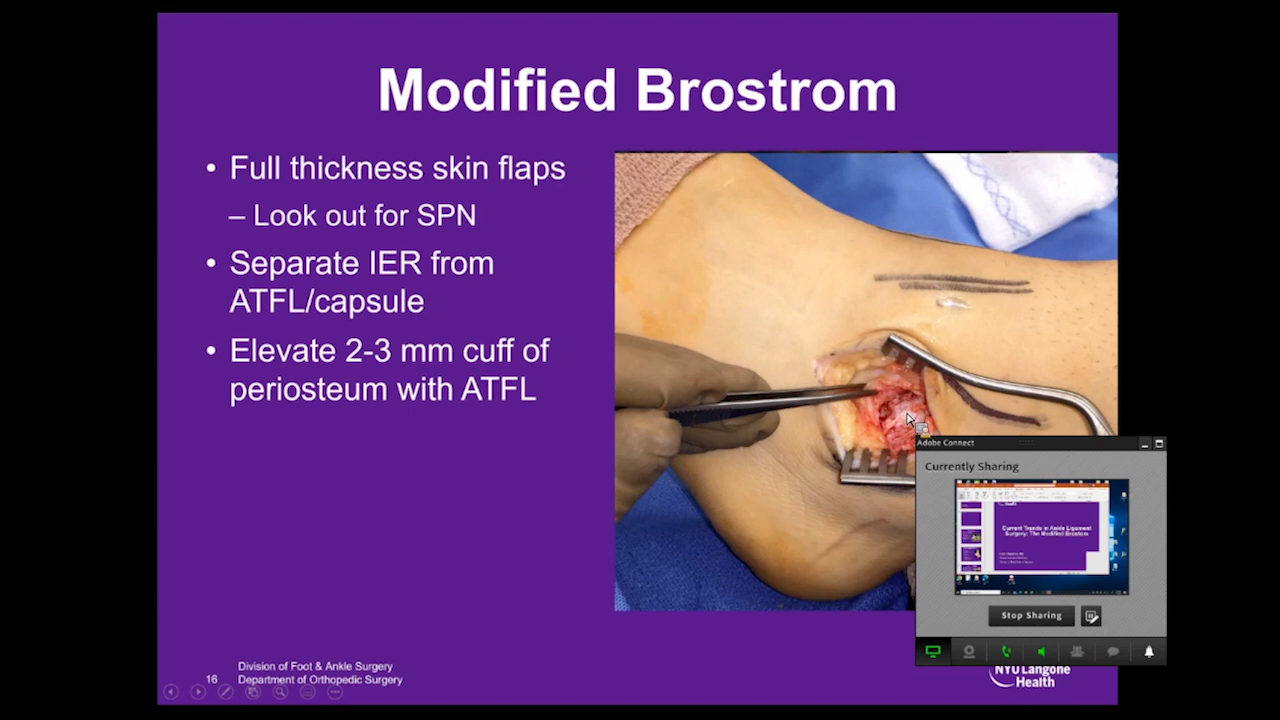 Modified Brostrom
• Full thickness skin flaps
– Look out for SPN
• Separate IER from
ATFL/capsule
• Elevate 2-3 mm cuff of
periosteum with ATFL
Adobe Connect
Currently Sharing
Current Trends in Ankle Ligament
Surgery: The Modified Brostrom
Stop Sharing
16
Division of Foot & Ankle Surgery
Department of Orthopedic Surgery
NYU Langone
Health